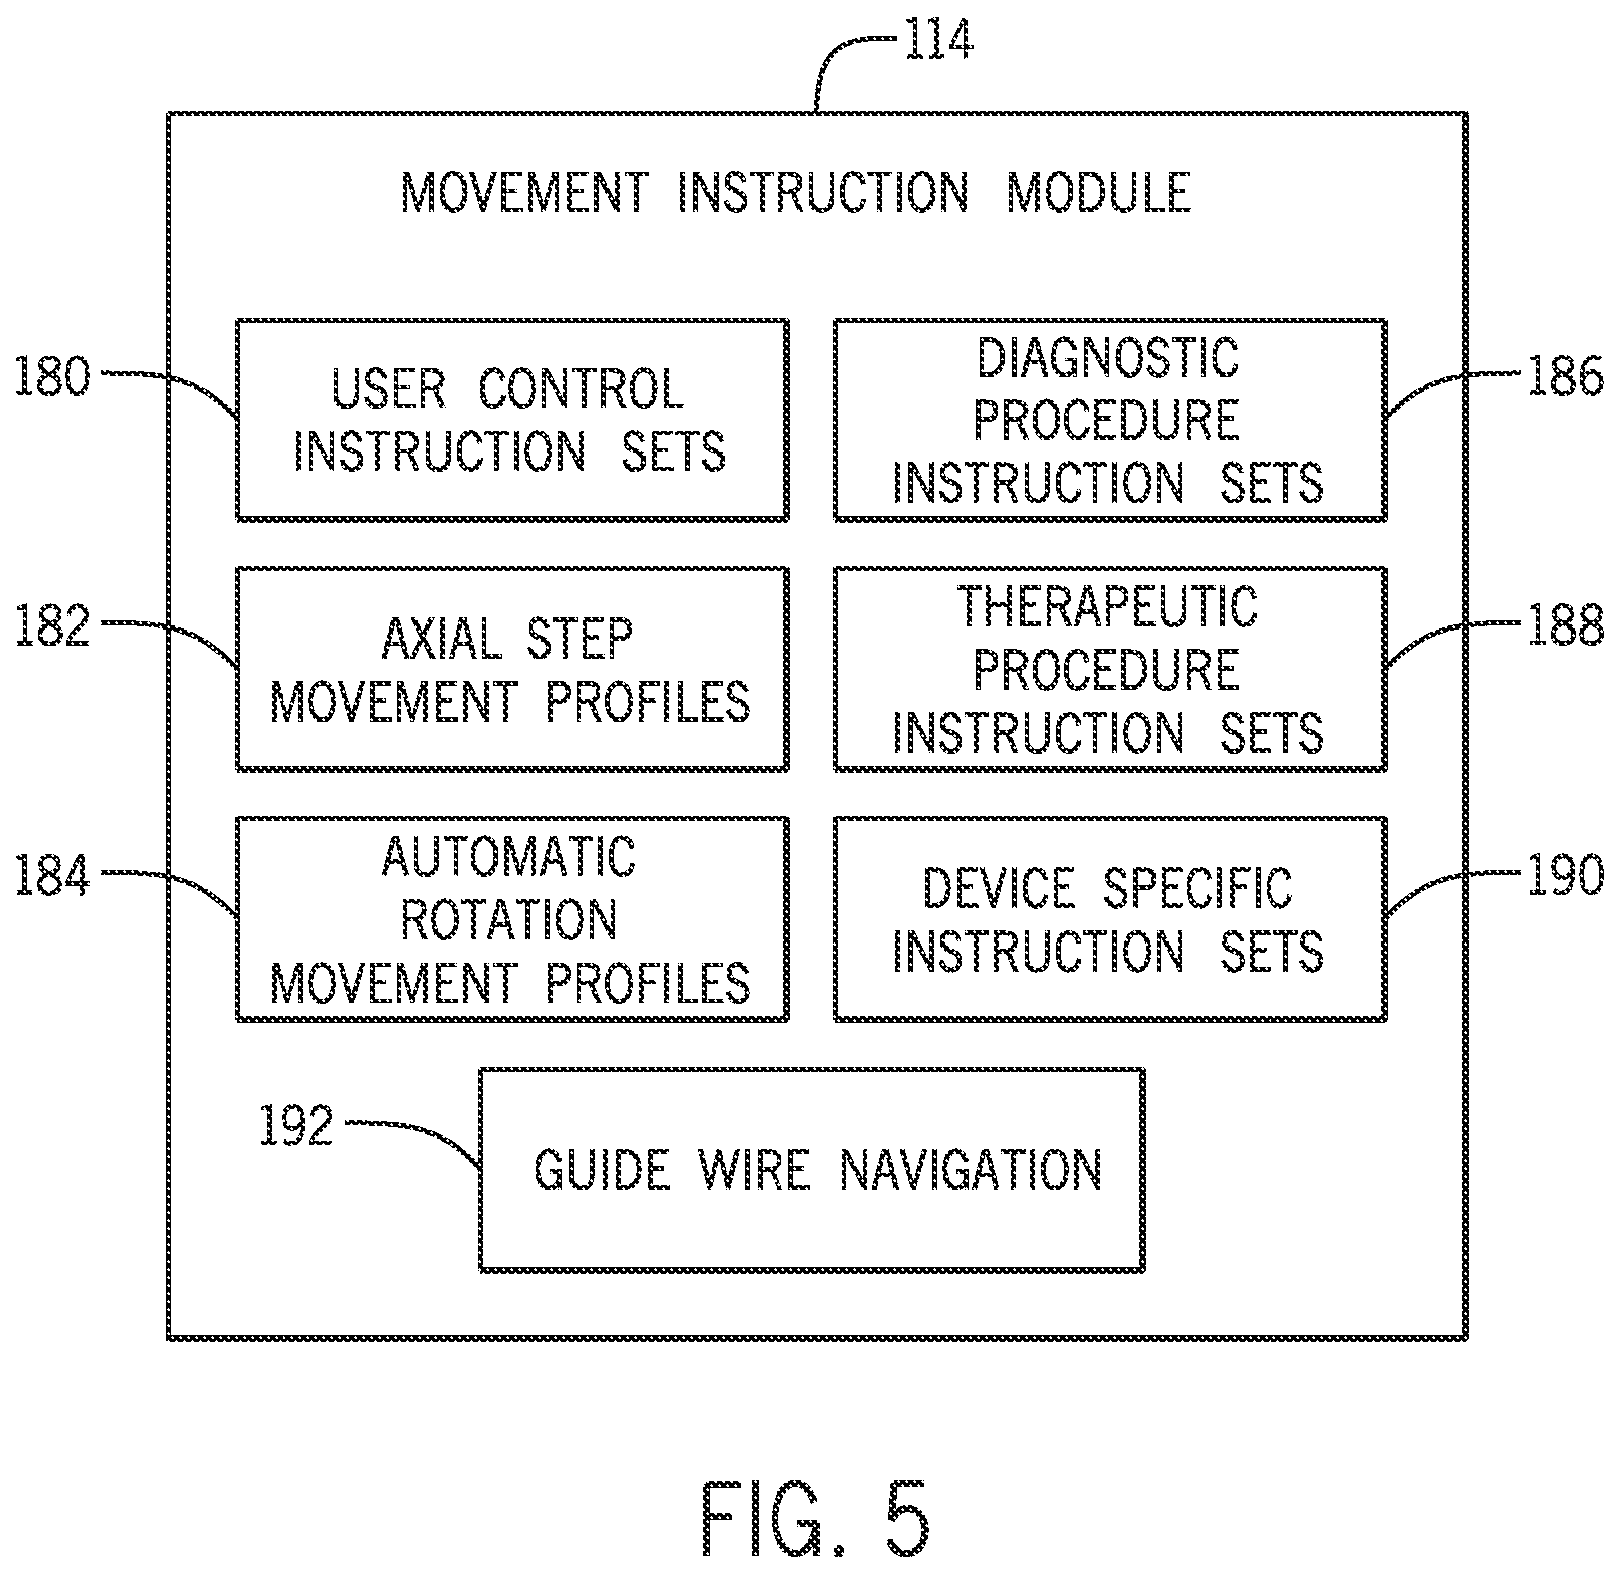 114
MOVEMENT INSTRUCTION MODULE
180
USER CONTROL
INSTRUCTION SETS
DIAGNOSTIC
PROCEDURE
INSTRUCTION SETS
186
182
AXIAL STEP
MOVEMENT PROFILES
THERAPEUTIC
PROCEDURE
INSTRUCTION SETS
188
184
AUTOMATIC
ROTATION
MOVEMENT PROFILES
DEVICE SPECIFIC
INSTRUCTION SETS
190
192
GUIDE WIRE NAVIGATION
FIG. 5